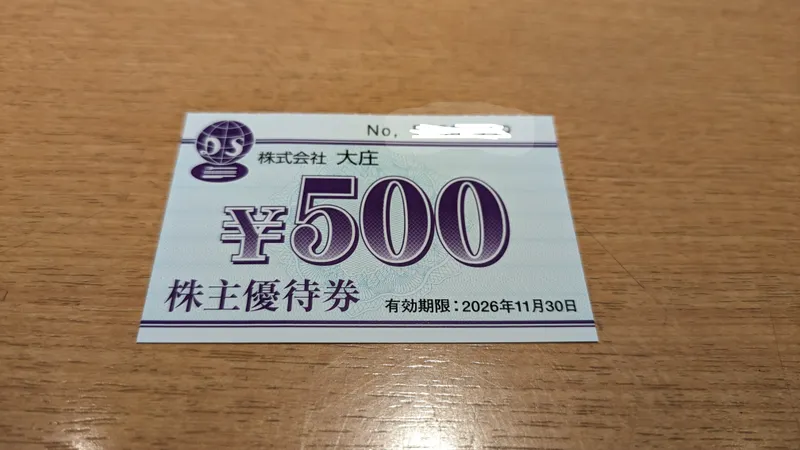 No,
DS
株式会社 大庄
¥500
株主優待券
有効期限：2026年11月30日